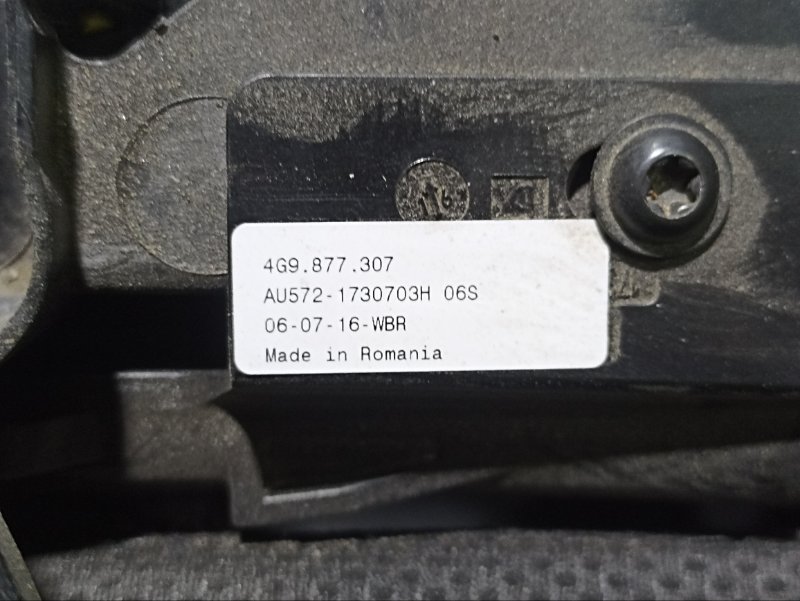 4G9.877.307
AU572-1730703H 06S
06-07-16-WBR
Made in Romania